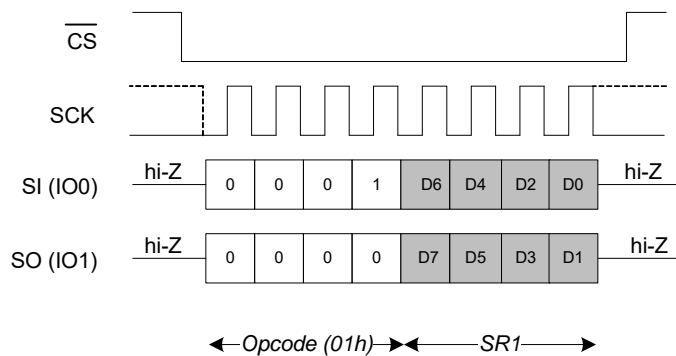 CS
SCK
hi-Z 0 0 0 1 D6 D4 D2 D0 hi-Z
SI (IO0)
hi-Z 0 0 0 0 D7 D5 D3 D1 hi-Z
SO (IO1)
Opcode (01h) SR1